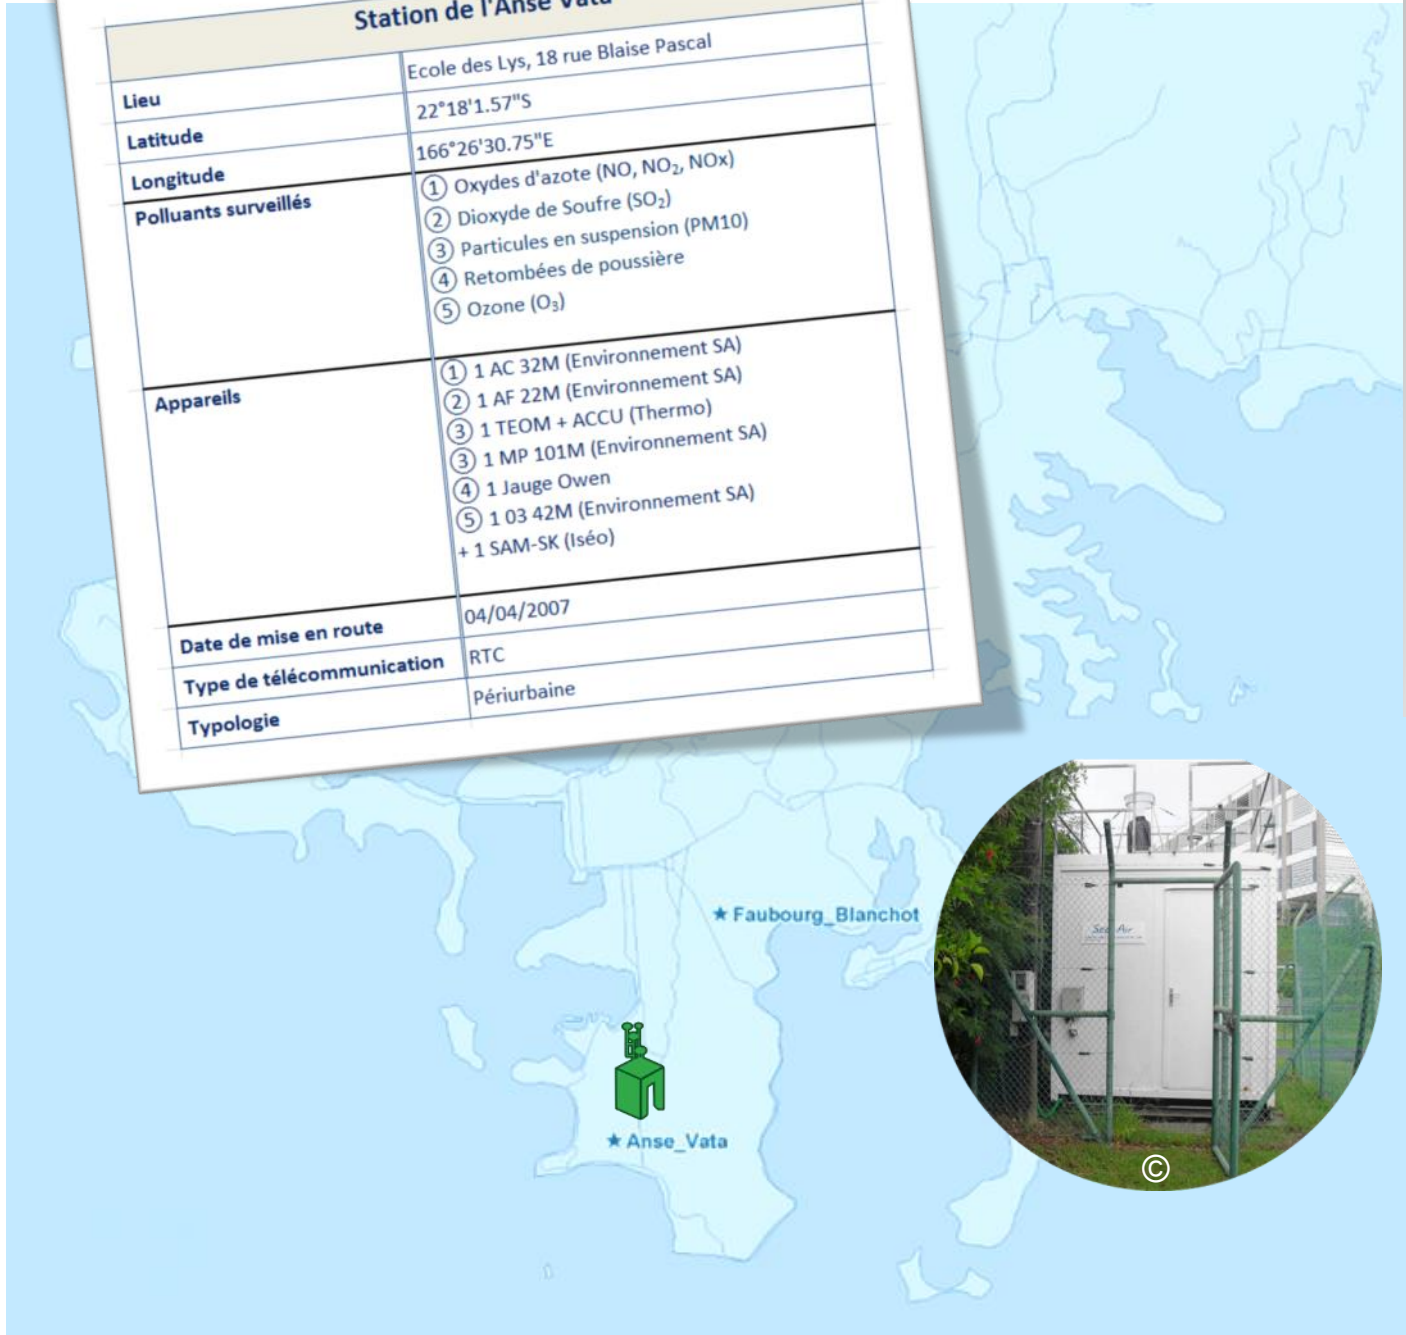 Station de l'Anse Vata
Lieu
Ecole des Lys, 18 rue Blaise Pascal
Latitude
22°18'1.57"S
Longitude
166°26'30.75"E
Polluants surveillés
① Oxydes d'azote (NO, NO₂, NOx)
② Dioxyde de Soufre (SO₂)
③ Particules en suspension (PM10)
④ Retombées de poussière
⑤ Ozone (O₃)
Appareils
① 1 AC 32M (Environnement SA)
② 1 AF 22M (Environnement SA)
③ 1 TEOM + ACCU (Thermo)
③ 1 MP 101M (Environnement SA)
④ 1 Jauge Owen
⑤ 1 03 42M (Environnement SA)
+ 1 SAM-SK (Iséo)
Date de mise en route
04/04/2007
Type de télécommunication
RTC
Typologie
Périurbaine
★ Faubourg_Blanchot
★ Anse_Vata
©